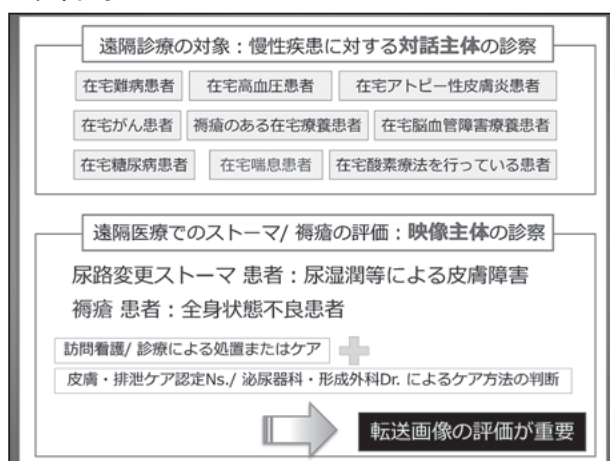 遠隔診療の対象：慢性疾患に対する対話主体の診察
在宅難病患者 在宅高血圧患者 在宅アトピー性皮膚炎患者
在宅がん患者 褥瘡のある在宅療養患者 在宅脳血管障害療養患者
在宅糖尿病患者 在宅喘息患者 在宅酸素療法を行っている患者
遠隔医療でのストーマ/ 褥瘡の評価：映像主体の診察
尿路変更ストーマ 患者：尿湿潤等による皮膚障害
褥瘡 患者：全身状態不良患者
訪問看護/ 診療による処置またはケア
皮膚・排泄ケア認定Ns./ 泌尿器科・形成外科Dr. によるケア方法の判断
転送画像の評価が重要